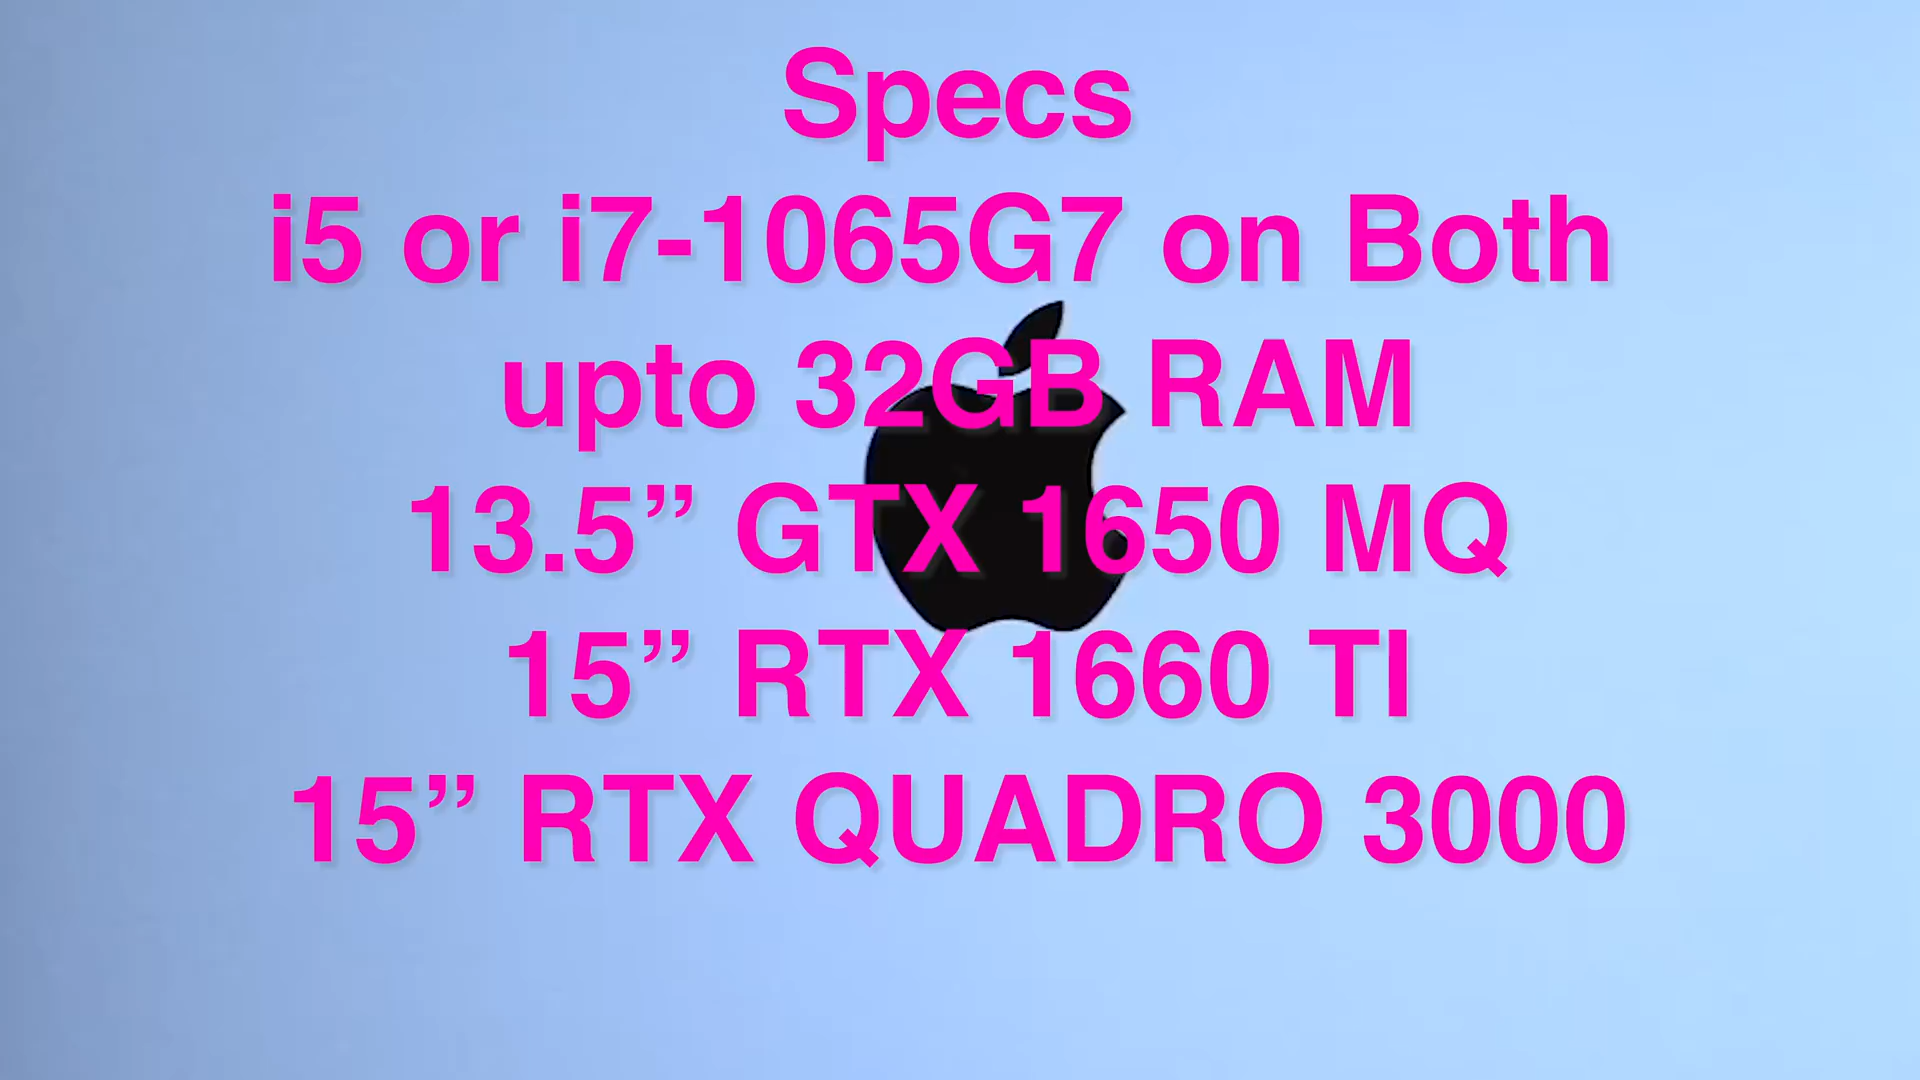 Specs
i5 or i7-1065G7 on Both
upto 32GB RAM
13.5” GTX 1650 MQ
15” RTX 1660 TI
15” RTX QUADRO 3000